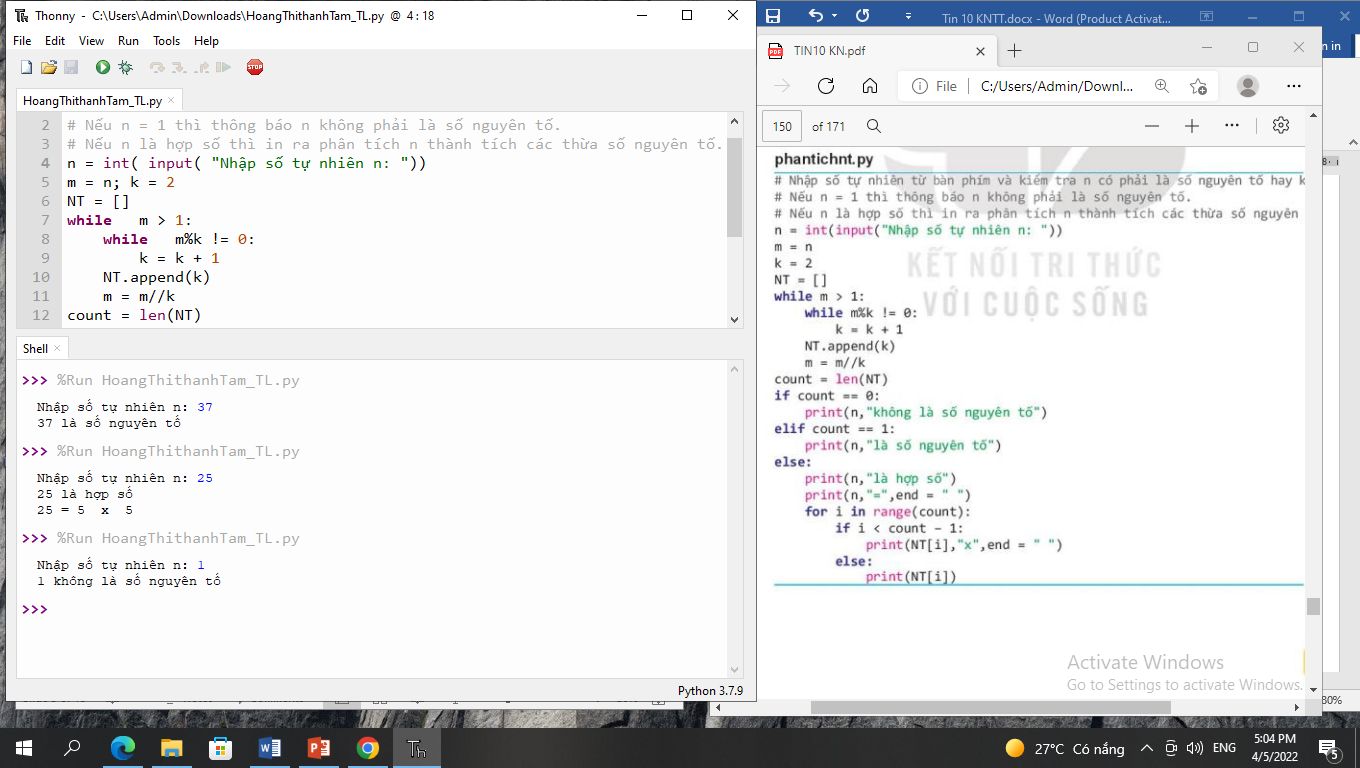 Thonny - C:\Users\Admin\Downloads\HoangThithanhTam_TL.py @ 4:18
File Edit View Run Tools Help
STOP
HoangThithanhTam_TL.py
2 # Nếu n = 1 thì thông báo n không phải là số nguyên tố.
3 # Nếu n là hợp số thì in ra phân tích n thành tích các thừa số nguyên tố.
4 n = int( input( "Nhập số tự nhiên n: "))
5 m = n; k = 2
6 NT = []
7 while   m > 1:
8     while   m%k != 0:
9         k = k + 1
10     NT.append(k)
11     m = m//k
12 count = len(NT)
Shell
>>> %Run HoangThithanhTam_TL.py
Nhập số tự nhiên n: 37
37 là số nguyên tố
>>> %Run HoangThithanhTam_TL.py
Nhập số tự nhiên n: 25
25 là hợp số
25 = 5  x  5
>>> %Run HoangThithanhTam_TL.py
Nhập số tự nhiên n: 1
1 không là số nguyên tố
>>>
Python 3.7.9
Tin 10 KNTT.docx - Word (Product Activat...
n in
PDF TIN10 KN.pdf
File C:/Users/Admin/Downl...
150 of 171
phantichnt.py
# Nhập số tự nhiên từ bàn phím và kiểm tra n có phải là số nguyên tố hay k
# Nếu n = 1 thì thông báo n không phải là số nguyên tố.
# Nếu n là hợp số thì in ra phân tích n thành tích các thừa số nguyên
n = int(input("Nhập số tự nhiên n: "))
m = n
k = 2
NT = []
while m > 1:
    while m%k != 0:
        k = k + 1
    NT.append(k)
    m = m//k
count = len(NT)
if count == 0:
    print(n,"không là số nguyên tố")
elif count == 1:
    print(n,"là số nguyên tố")
else:
    print(n,"là hợp số")
    print(n,"=",end = " ")
    for i in range(count):
        if i < count - 1:
            print(NT[i],"x",end = " ")
        else:
            print(NT[i])
KẾT NỐI TRI THỨC
VỚI CUỘC SỐNG
Activate Windows
Go to Settings to activate Windows.
80%
27°C Có nắng
ENG
5:04 PM
4/5/2022
5